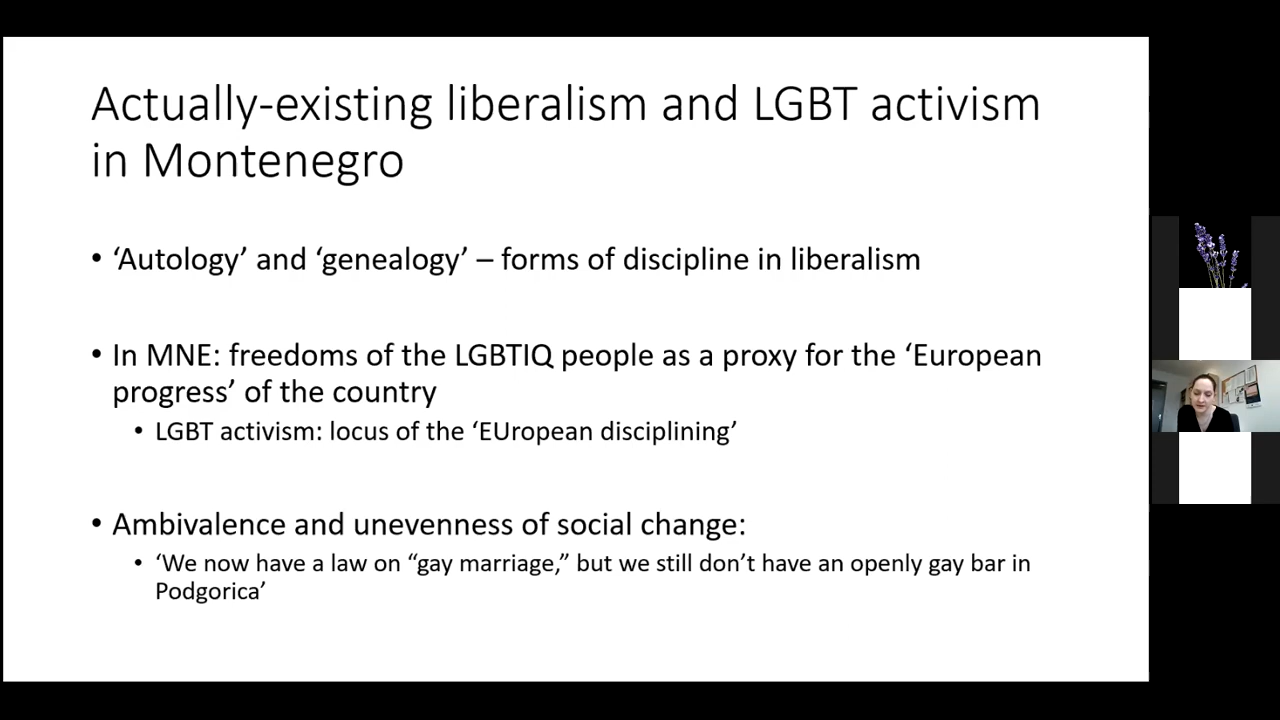 Actually-existing liberalism and LGBT activism
in Montenegro
• ‘Autology’ and ‘genealogy’ – forms of discipline in liberalism
• In MNE: freedoms of the LGBTIQ people as a proxy for the ‘European
progress’ of the country
• LGBT activism: locus of the ‘EUropean disciplining’
• Ambivalence and unevenness of social change:
• ‘We now have a law on “gay marriage,” but we still don’t have an openly gay bar in
Podgorica’